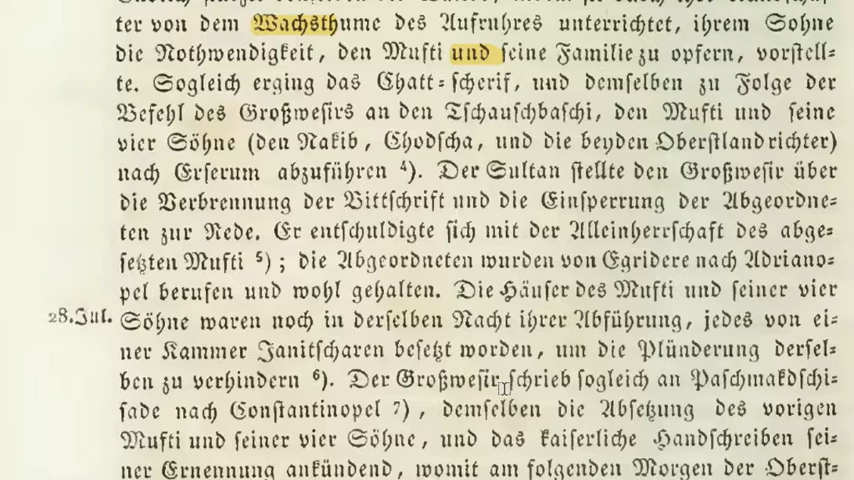 ter von dem Wachsthume des Aufruhres unterrichtet, ihrem Sohne
die Nothwendigkeit, den Mufti und seine Familie zu opfern, vorstell-
te. Sogleich erging das Chatt-scherif, und demselben zu Folge der
Befehl des Großwesirs an den Tschauschbaschi, den Mufti und seine
vier Söhne (den Nakib, Chodscha, und die beyden Oberstlandrichter)
nach Erserum abzuführen ⁴). Der Sultan stellte den Großwesir über
die Verbrennung der Bittschrift und die Einsperrung der Abgeordne-
ten zur Rede. Er entschuldigte sich mit der Alleinherrschaft des abge-
setzten Mufti ⁵); die Abgeordneten wurden von Egridere nach Adriano-
pel berufen und wohl gehalten. Die Häuser des Mufti und seiner vier
28.Jul. Söhne waren noch in derselben Nacht ihrer Abführung, jedes von ei-
ner Kammer Janitscharen besetzt worden, um die Plünderung dersel-
ben zu verhindern ⁶). Der Großwesir schrieb sogleich an Paschmakdschi-
sade nach Constantinopel ⁷), demselben die Absetzung des vorigen
Mufti und seiner vier Söhne, und das kaiserliche Handschreiben sei-
ner Ernennung ankündend, womit am folgenden Morgen der Oberst-